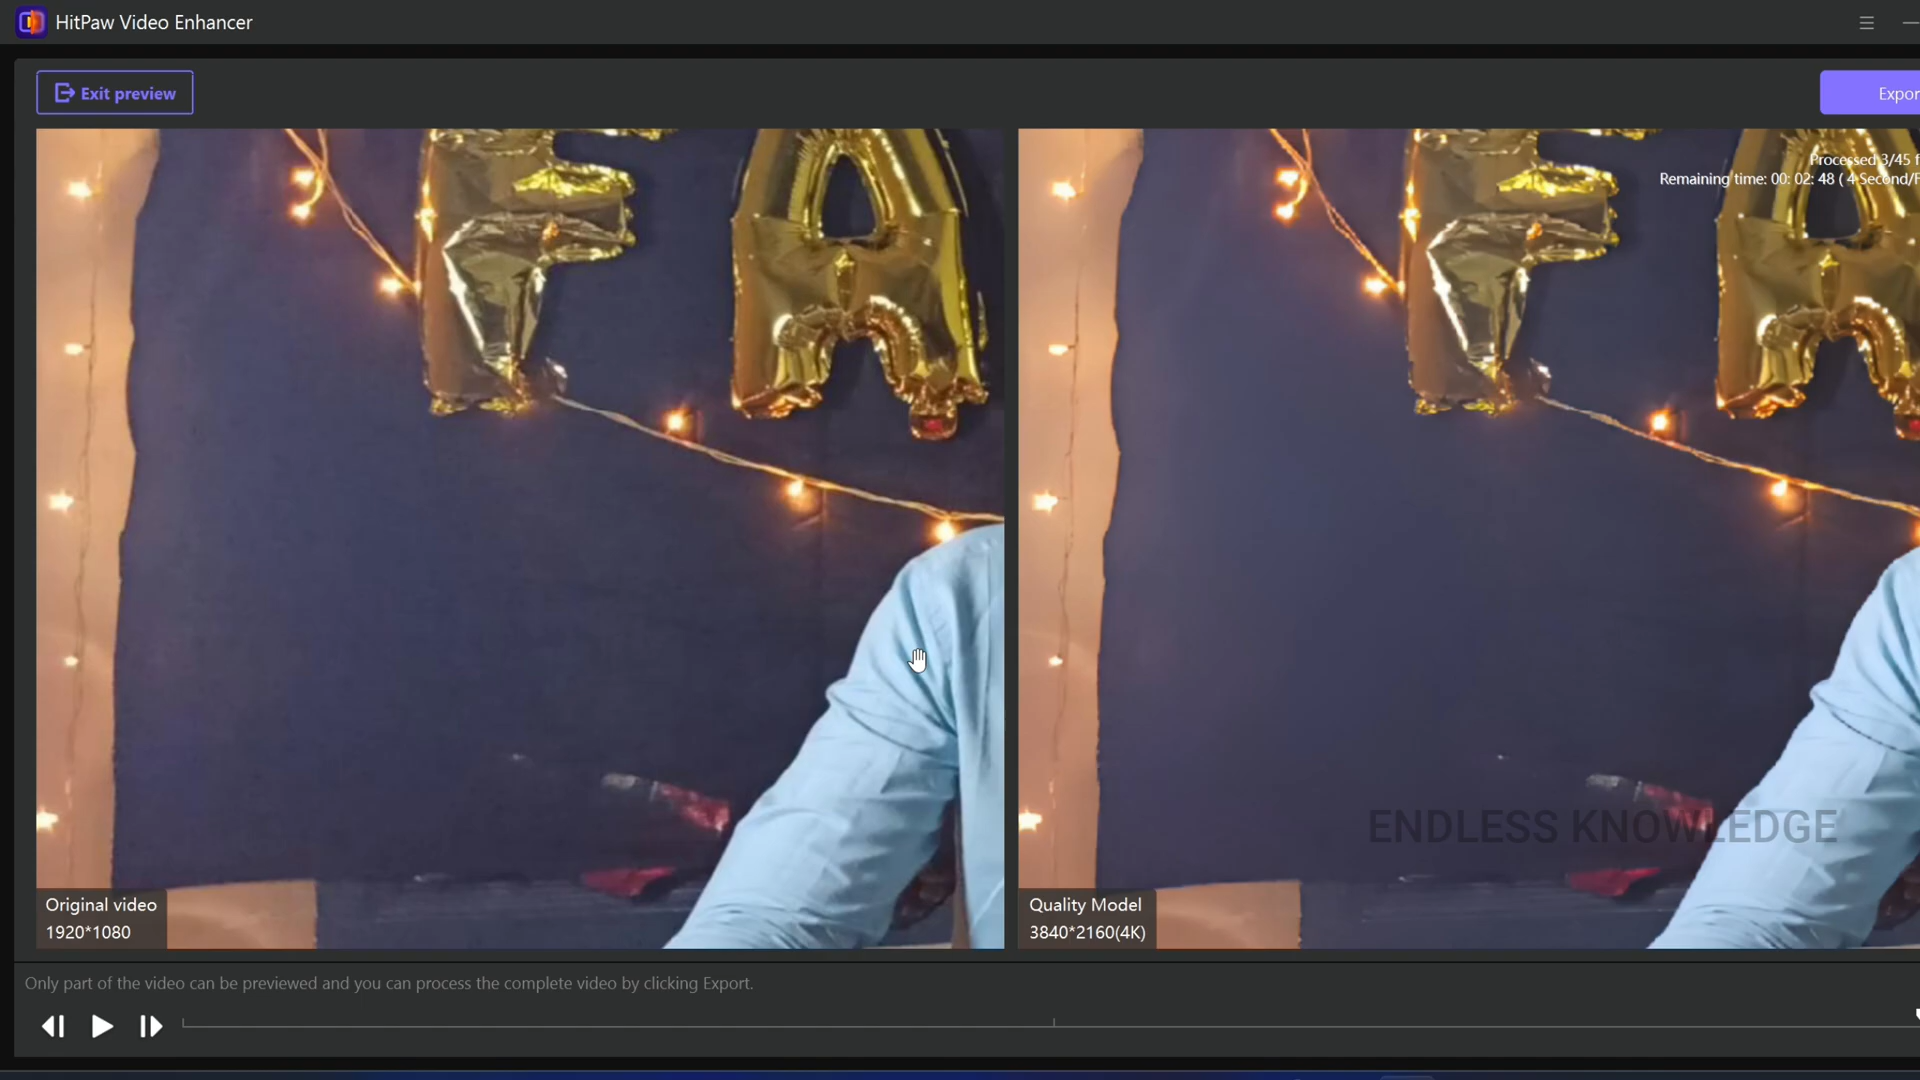 HitPaw Video Enhancer
Exit preview
FA
Processed 3/45
Remaining time: 00: 02: 48 ( 4 Second/F
FA
ENDLESS KNOWLEDGE
Original video
1920*1080
Quality Model
3840*2160(4K)
Only part of the video can be previewed and you can process the complete video by clicking Export.